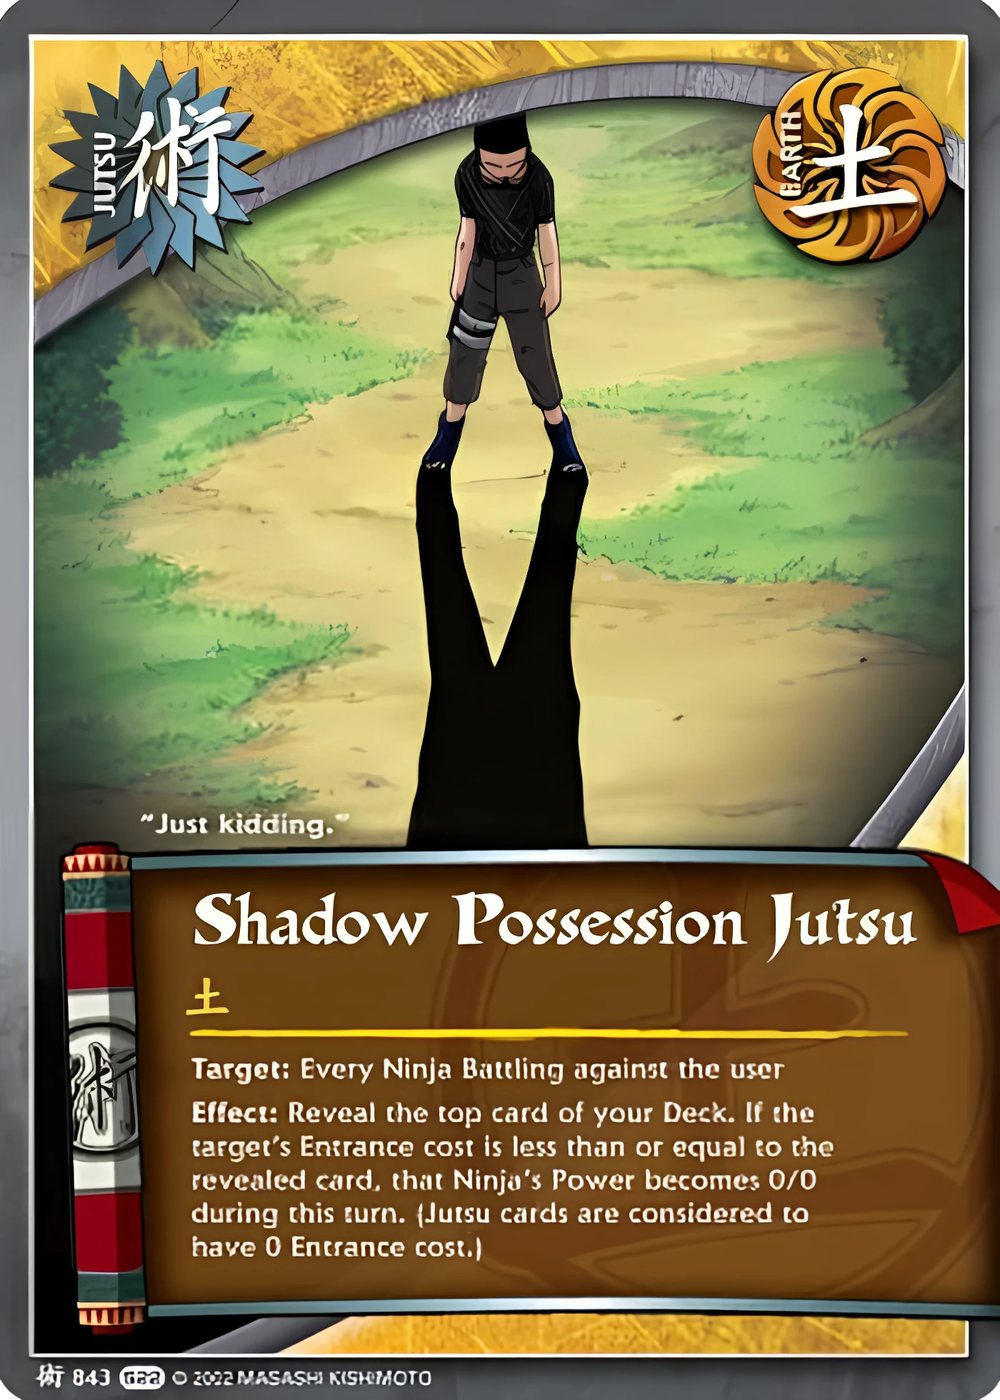 JUTSU 術
EARTH 土
"Just kidding."
Shadow Possession Jutsu
土
術
Target: Every Ninja Battling against the user
Effect: Reveal the top card of your Deck. If the
target's Entrance cost is less than or equal to the
revealed card, that Ninja's Power becomes 0/0
during this turn. (Jutsu cards are considered to
have 0 Entrance cost.)
術 843 © 2002 MASASHI KISHIMOTO